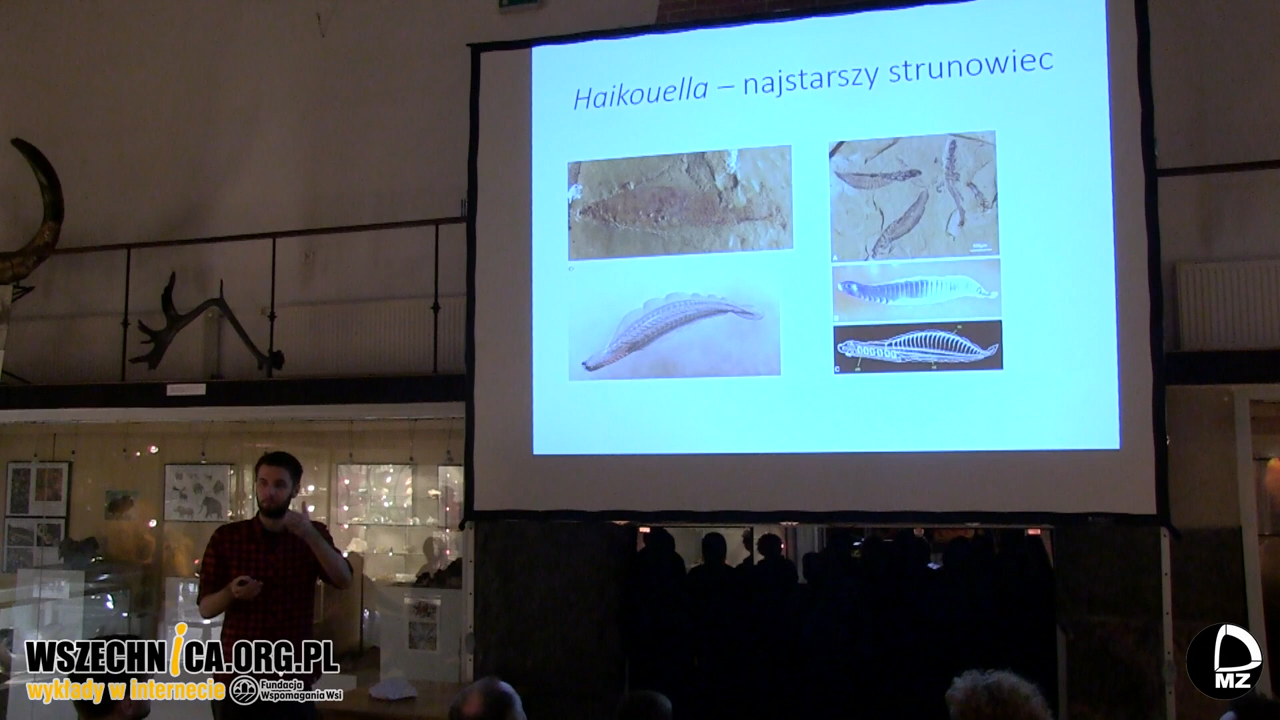 Haikouella – najstarszy strunowiec
A
B
C
WSZECHNiCA.ORG.PL
wykłady w internecie
Fundacja
Wspomagania Wsi
MZ